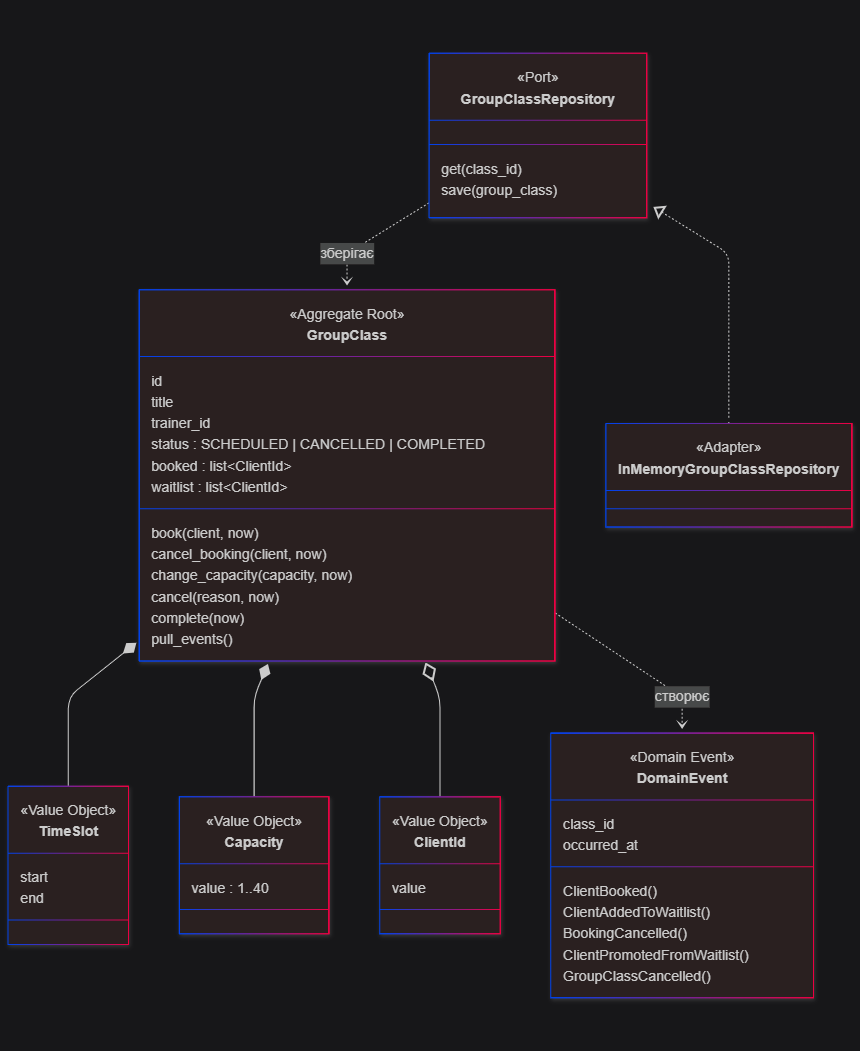 «Port»
GroupClassRepository
get(class_id)
save(group_class)
зберігає
«Aggregate Root»
GroupClass
id
title
trainer_id
status : SCHEDULED | CANCELLED | COMPLETED
booked : list<ClientId>
waitlist : list<ClientId>
book(client, now)
cancel_booking(client, now)
change_capacity(capacity, now)
cancel(reason, now)
complete(now)
pull_events()
«Adapter»
InMemoryGroupClassRepository
створює
«Value Object»
TimeSlot
start
end
«Value Object»
Capacity
value : 1..40
«Value Object»
ClientId
value
«Domain Event»
DomainEvent
class_id
occurred_at
ClientBooked()
ClientAddedToWaitlist()
BookingCancelled()
ClientPromotedFromWaitlist()
GroupClassCancelled()